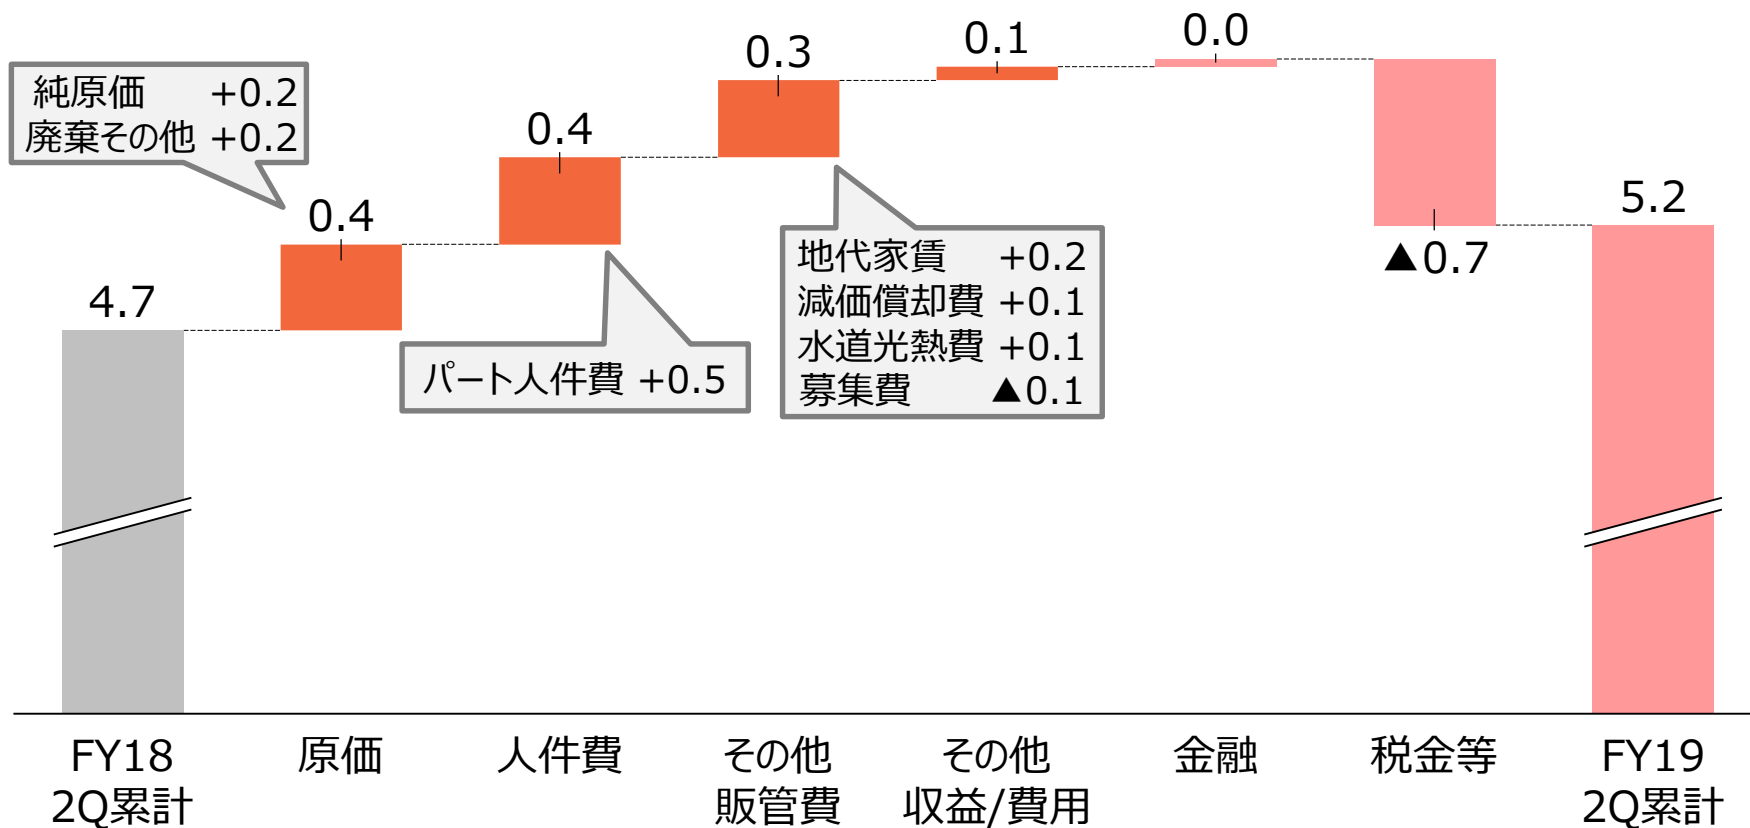 純原価 +0.2
廃棄その他 +0.2
パート人件費 +0.5
地代家賃 +0.2
減価償却費 +0.1
水道光熱費 +0.1
募集費 ▲0.1
4.7
0.4
0.4
0.3
0.1
0.0
▲0.7
5.2
FY18
2Q累計
原価
人件費
その他
販管費
その他
収益/費用
金融
税金等
FY19
2Q累計